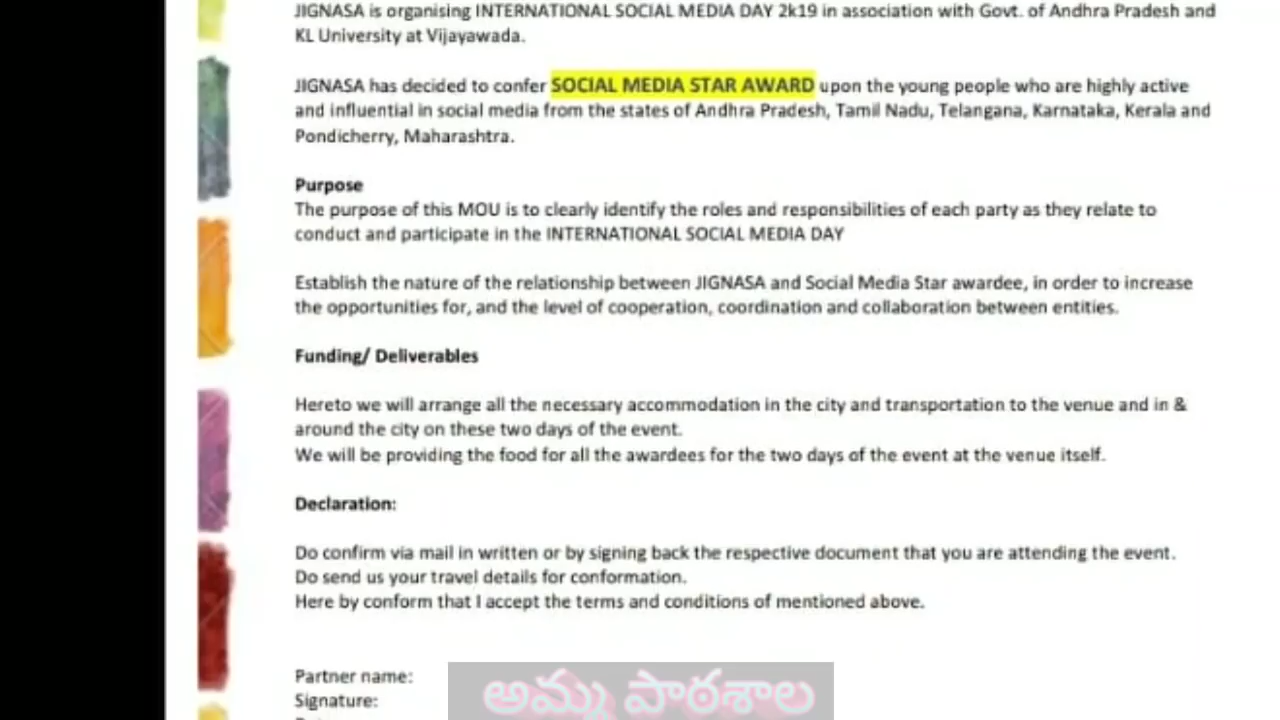 JIGNASA is organising INTERNATIONAL SOCIAL MEDIA DAY 2k19 in association with Govt. of Andhra Pradesh and
KL University at Vijayawada.
JIGNASA has decided to confer SOCIAL MEDIA STAR AWARD upon the young people who are highly active
and influential in social media from the states of Andhra Pradesh, Tamil Nadu, Telangana, Karnataka, Kerala and
Pondicherry, Maharashtra.
Purpose
The purpose of this MOU is to clearly identify the roles and responsibilities of each party as they relate to
conduct and participate in the INTERNATIONAL SOCIAL MEDIA DAY
Establish the nature of the relationship between JIGNASA and Social Media Star awardee, in order to increase
the opportunities for, and the level of cooperation, coordination and collaboration between entities.
Funding/ Deliverables
Hereto we will arrange all the necessary accommodation in the city and transportation to the venue and in &
around the city on these two days of the event.
We will be providing the food for all the awardees for the two days of the event at the venue itself.
Declaration:
Do confirm via mail in written or by signing back the respective document that you are attending the event.
Do send us your travel details for conformation.
Here by conform that I accept the terms and conditions of mentioned above.
Partner name:
Signature:
అమ్మ పాఠశాల